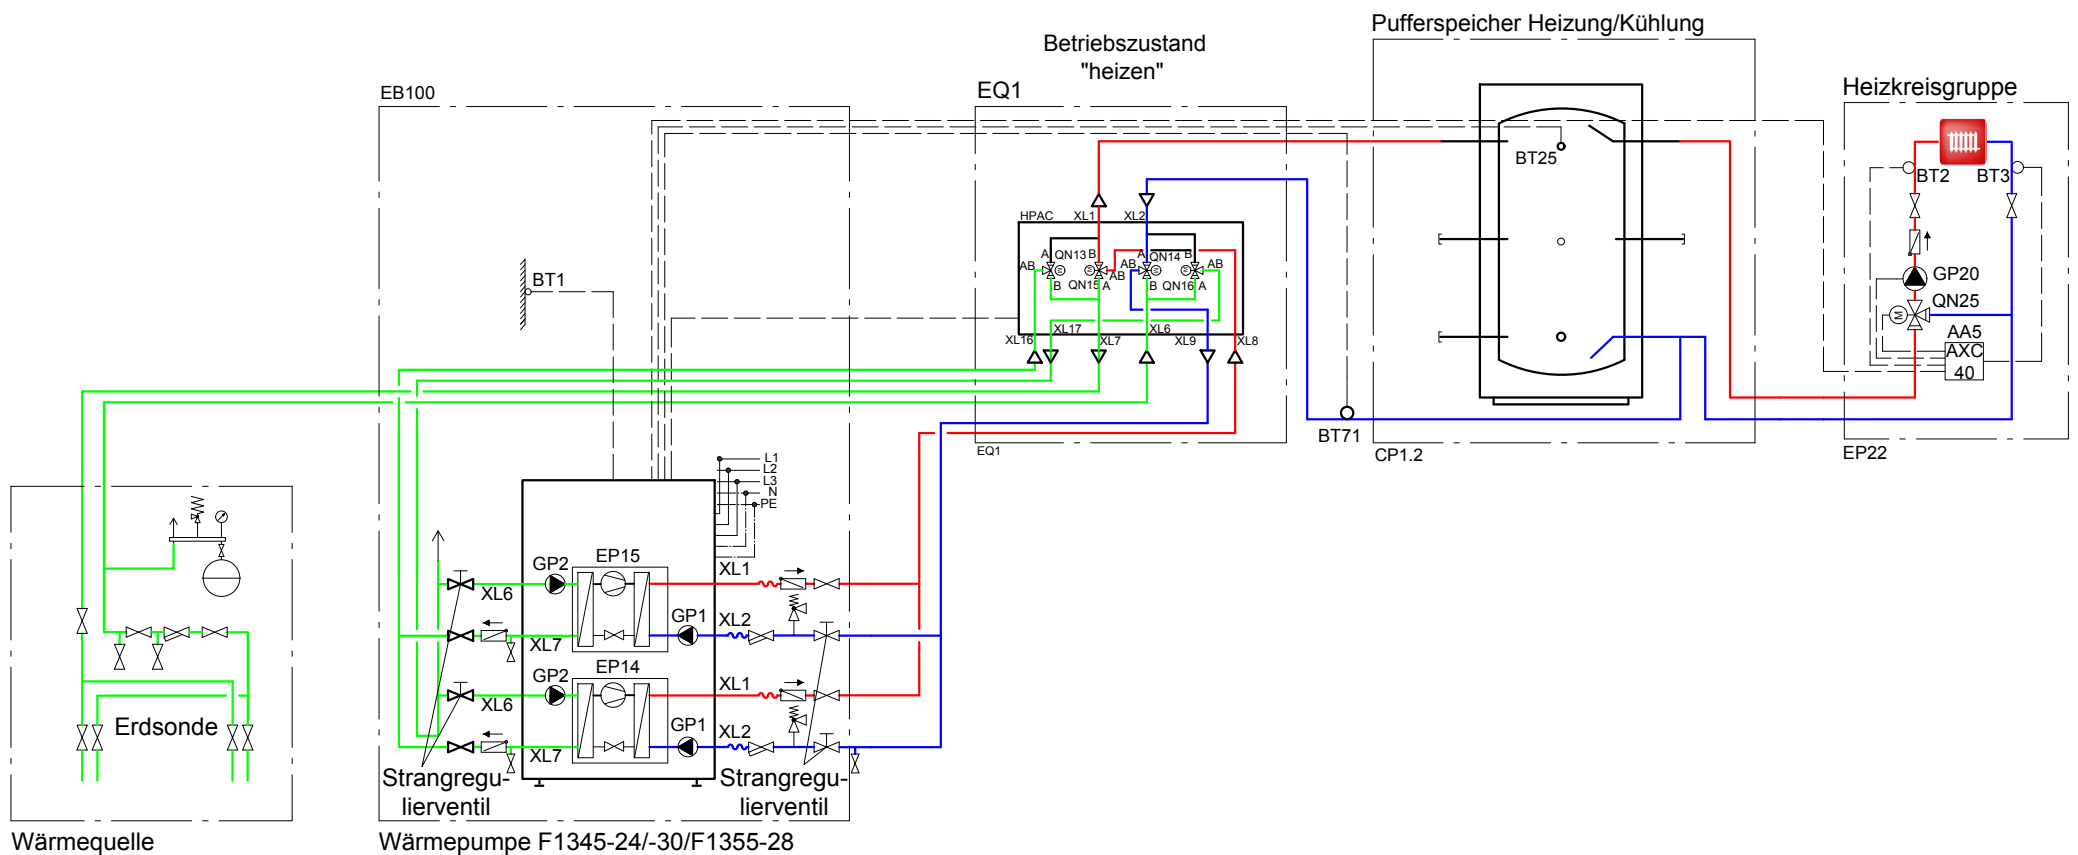 Pufferspeicher Heizung/Kühlung
Betriebszustand
"heizen"
EB100
EQ1
Heizkreisgruppe
BT25
BT2
BT3
HPAC
XL1
XL2
A
QN13
B
A
QN14
B
AB
AB
AB
AB
B
QN15
A
B
QN16
A
BT1
XL17
XL6
XL16
XL7
XL9
XL8
GP20
QN25
M
AA5
AXC
40
BT71
EQ1
CP1.2
EP22
L1
L2
L3
N
PE
GP2
EP15
XL1
XL6
GP1
XL2
XL7
EP14
GP2
XL1
XL6
GP1
XL2
XL7
Erdsonde
Strangregu-
lierventil
Strangregu-
lierventil
Wärmequelle
Wärmepumpe F1345-24/-30/F1355-28